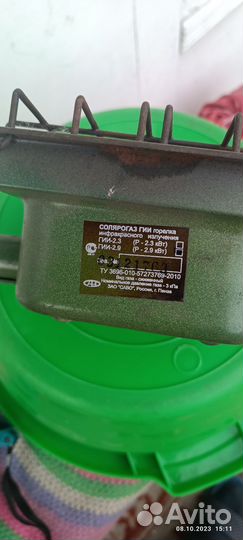 СОЛЯРОГАЗ ГИИ горелка
инфракрасного излучения
ГИИ-2.3 (Р - 2.3 кВт)
ГИИ-2.9 (Р - 2.9 кВт)
ТУ 3696-010-57273769-2010
Вид газа - сжиженный
Номинальное давление газа - 3 кПа
ЗАО "САВО", Россия, г. Пенза
Avito
08.10.2023 15:11